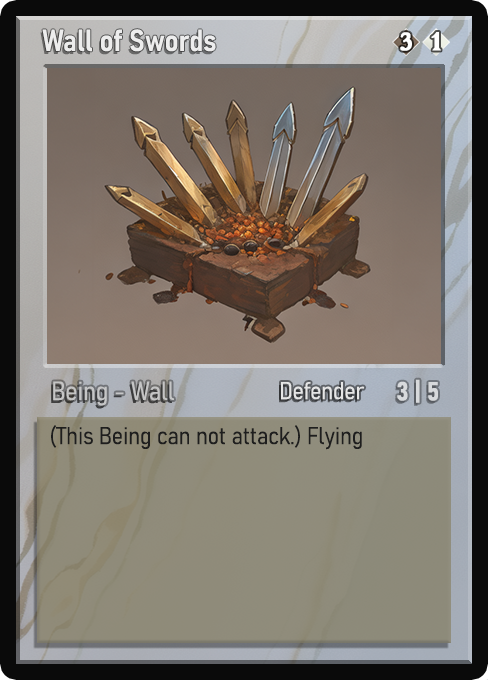 Wall of Swords 3 1
Being - Wall Defender 3|5
(This Being can not attack.) Flying